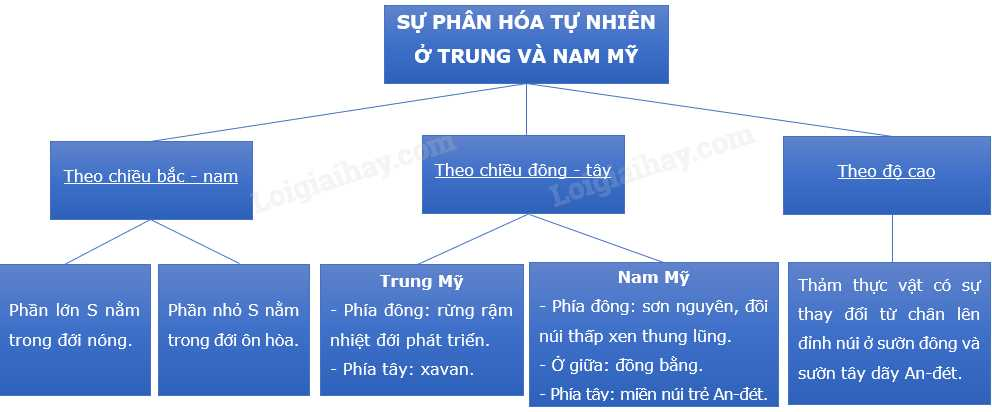 SỰ PHÂN HÓA TỰ NHIÊN
Ở TRUNG VÀ NAM MỸ
Theo chiều bắc - nam
Theo chiều đông - tây
Theo độ cao
Phần lớn S nằm
trong đới nóng.
Phần nhỏ S nằm
trong đới ôn hòa.
Trung Mỹ
- Phía đông: rừng rậm
nhiệt đới phát triển.
- Phía tây: xavan.
Nam Mỹ
- Phía đông: sơn nguyên, đồi
núi thấp xen thung lũng.
- Ở giữa: đồng bằng.
- Phía tây: miền núi trẻ An-đét.
Thảm thực vật có sự
thay đổi từ chân lên
đỉnh núi ở sườn đông và
sườn tây dãy An-đét.
Loigiaihay.com
Loigiaihay.com